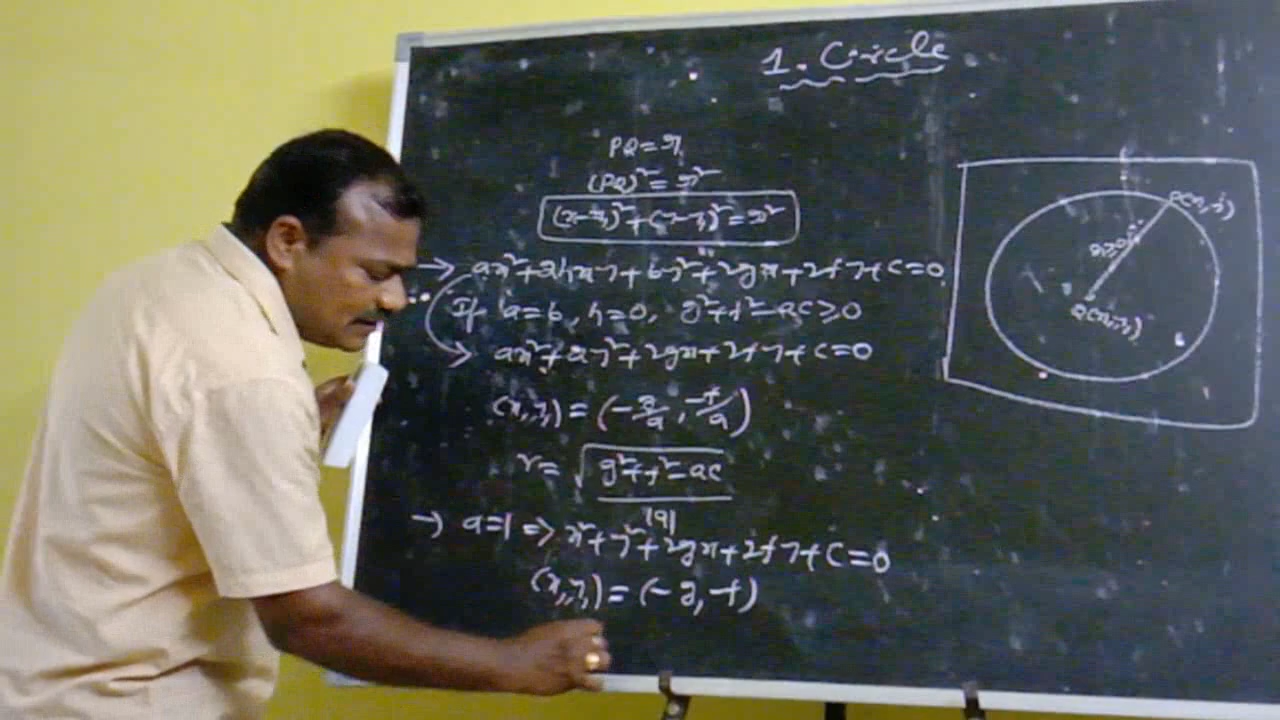 1. Circle
PQ = r
(PQ)² = r²
(x-x₁)² + (y-y₁)² = r²
→ ax² + 2hxy + by² + 2gx + 2fy + c = 0
If a = b, h = 0, g² + f² - ac ≥ 0
→ ax² + ay² + 2gx + 2fy + c = 0
(x₁, y₁) = (-g/a, -f/a)
r = √(g² + f² - ac) / |a|
→ a = 1 => x² + y² + 2gx + 2fy + c = 0
(x₁, y₁) = (-g, -f)
P(x, y)
r≥0
Q(x₁, y₁)